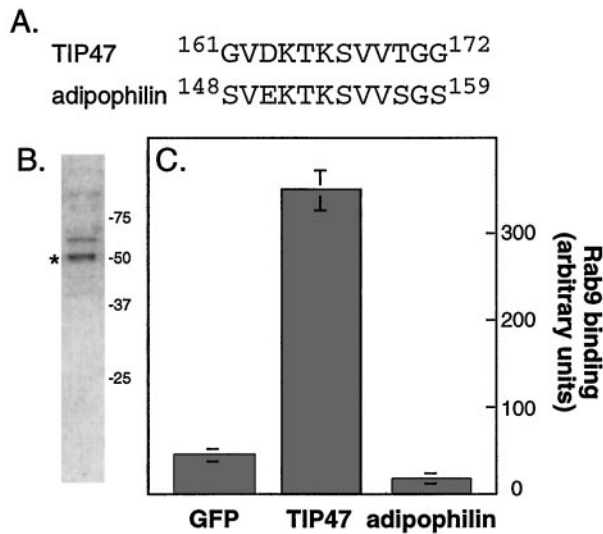 A.
TIP47 161GVDKTKSVVTGG172
adipophilin 148SVEKTKSVVSGS159
B.
C.
-75
* -50
-37
-25
300
200
100
0
Rab9 binding
(arbitrary units)
GFP TIP47 adipophilin